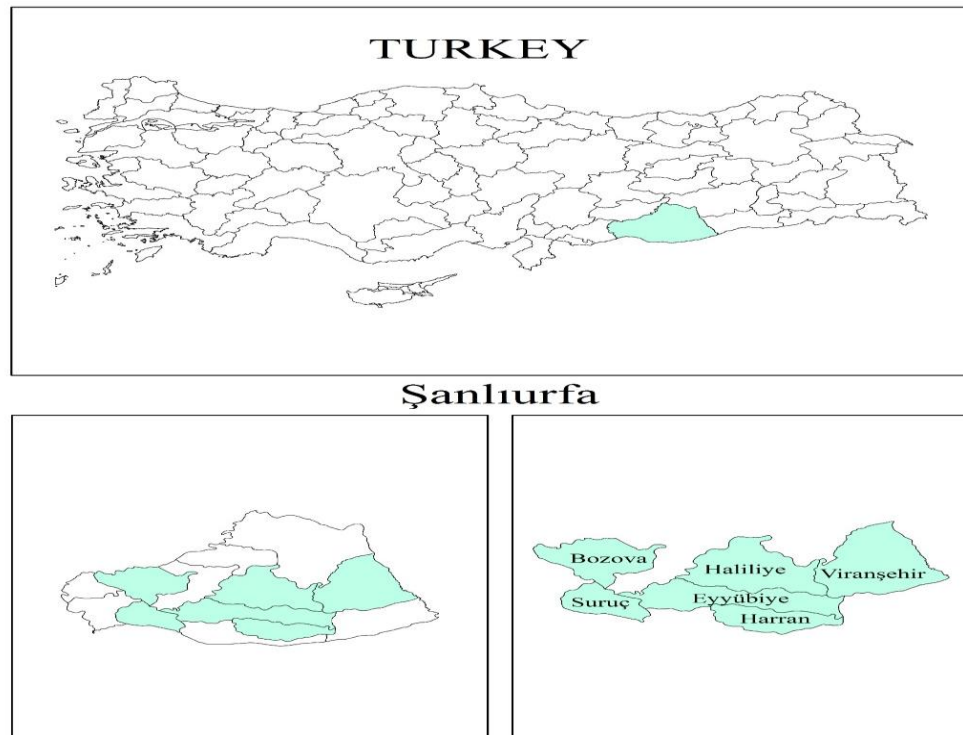 TURKEY
Şanlıurfa
Bozova
Haliliye
Viranşehir
Suruç
Eyyübiye
Harran